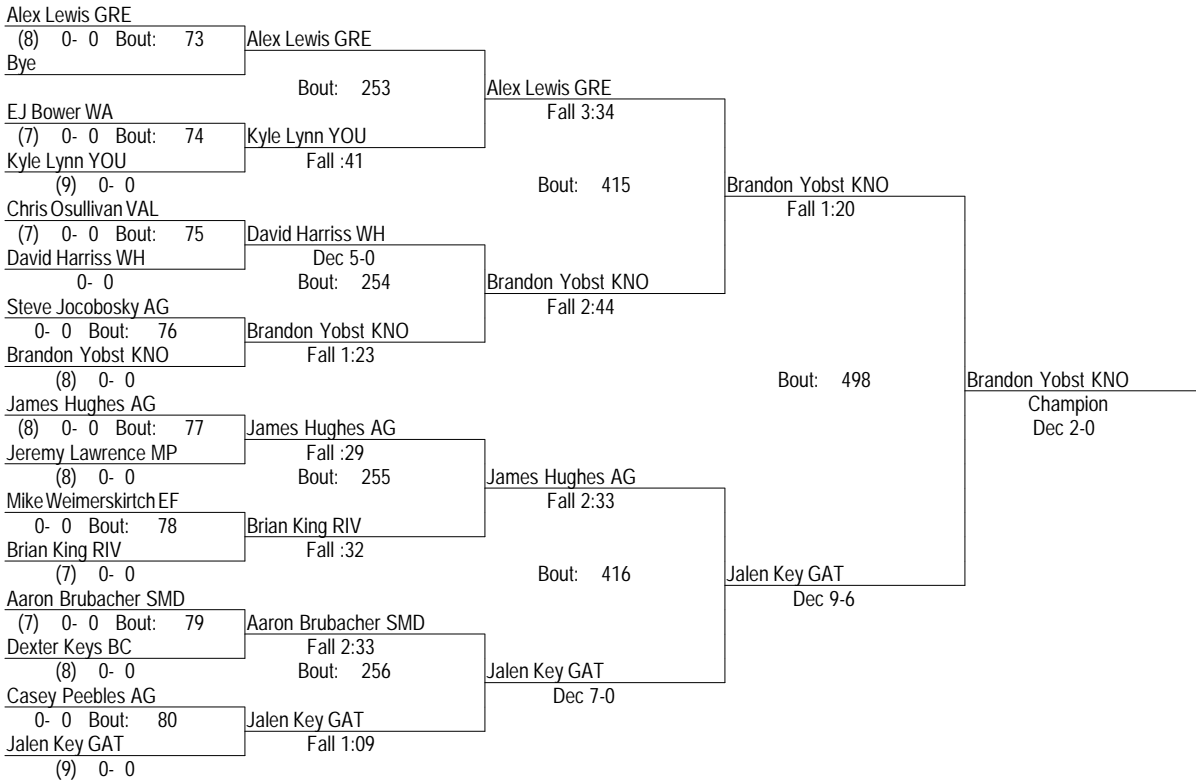 Alex Lewis GRE
(8) 0- 0 Bout: 73 Alex Lewis GRE
Bye
Bout: 253 Alex Lewis GRE
EJ Bower WA Fall 3:34
(7) 0- 0 Bout: 74 Kyle Lynn YOU
Kyle Lynn YOU Fall :41
(9) 0- 0 Bout: 415 Brandon Yobst KNO
Chris Osullivan VAL Fall 1:20
(7) 0- 0 Bout: 75 David Harriss WH
David Harriss WH Dec 5-0
0- 0 Bout: 254 Brandon Yobst KNO
Steve Jocobosky AG Fall 2:44
0- 0 Bout: 76 Brandon Yobst KNO
Brandon Yobst KNO Fall 1:23
(8) 0- 0 Bout: 498 Brandon Yobst KNO
James Hughes AG Champion
(8) 0- 0 Bout: 77 James Hughes AG Dec 2-0
Jeremy Lawrence MP Fall :29
(8) 0- 0 Bout: 255 James Hughes AG
Mike Weimerskirtch EF Fall 2:33
0- 0 Bout: 78 Brian King RIV
Brian King RIV Fall :32
(7) 0- 0 Bout: 416 Jalen Key GAT
Aaron Brubacher SMD Dec 9-6
(7) 0- 0 Bout: 79 Aaron Brubacher SMD
Dexter Keys BC Fall 2:33
(8) 0- 0 Bout: 256 Jalen Key GAT
Casey Peebles AG Dec 7-0
0- 0 Bout: 80 Jalen Key GAT
Jalen Key GAT Fall 1:09
(9) 0- 0